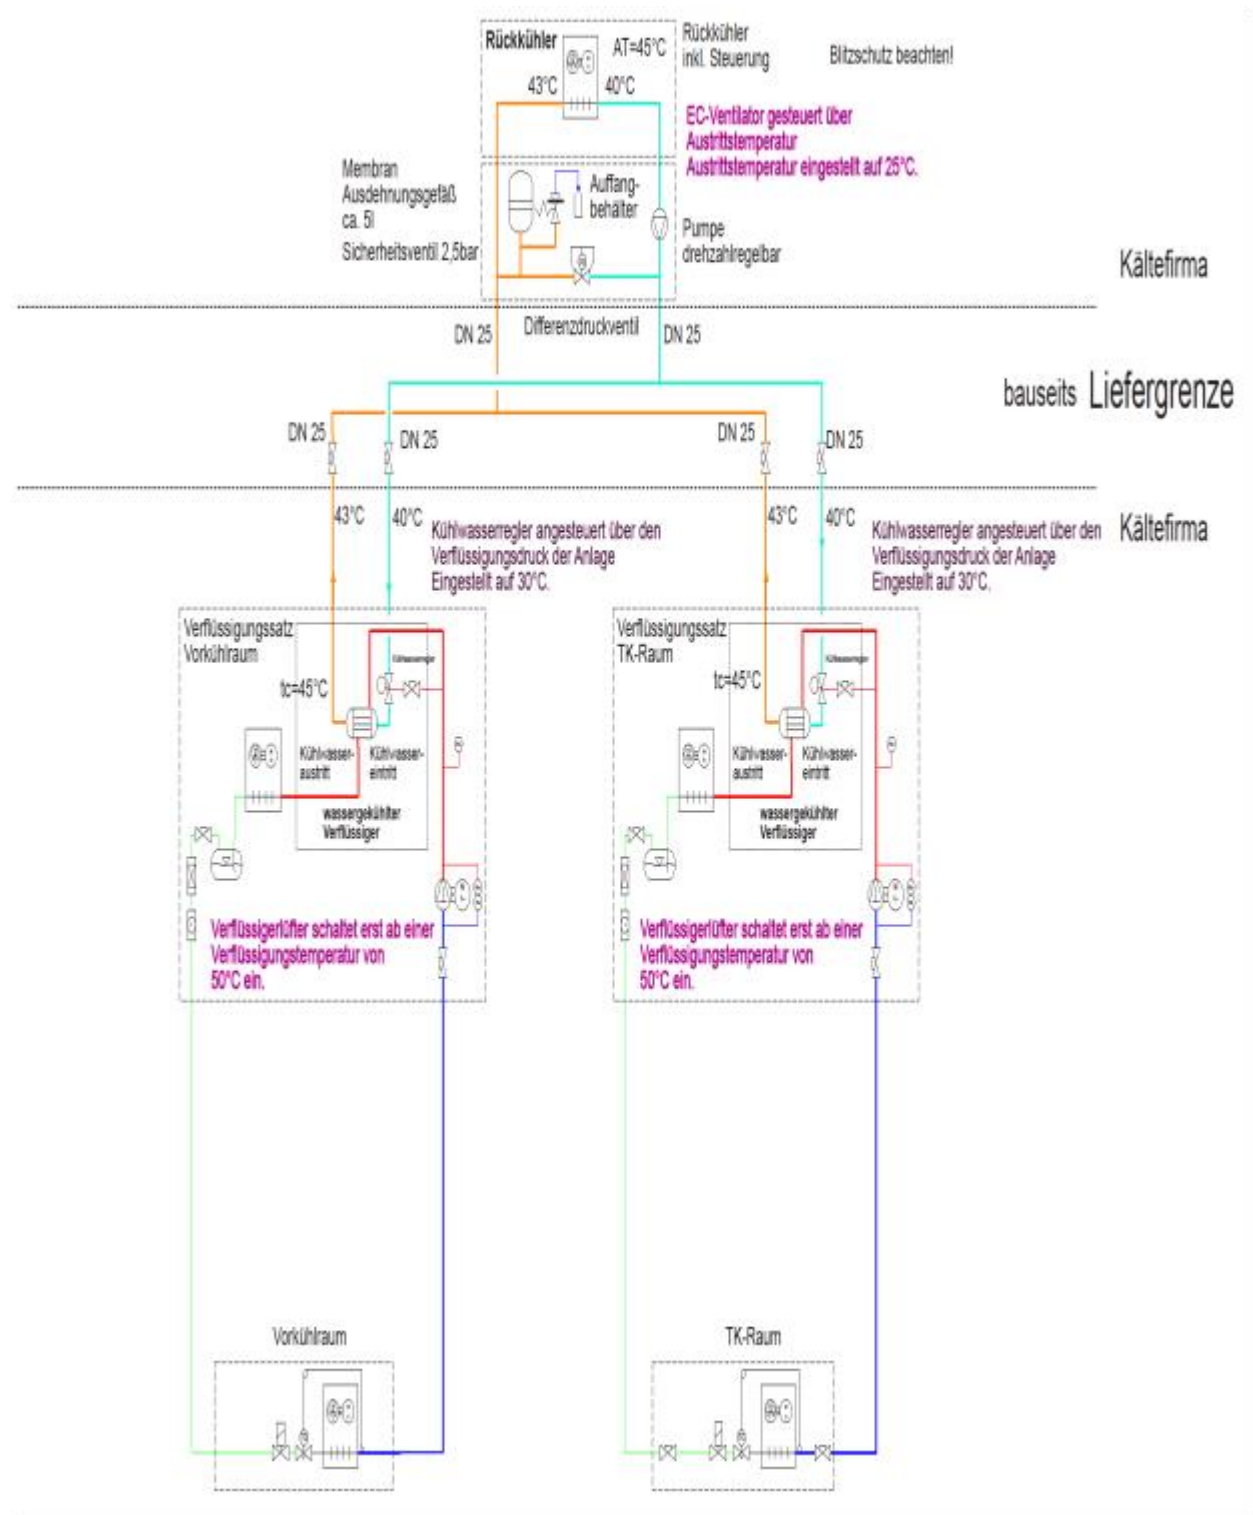 Rückkühler
AT=45°C
43°C
40°C
Rückkühler
inkl. Steuerung
Blitzschutz beachten!
EC-Ventilator gesteuert über
Austrittstemperatur
Austrittstemperatur eingestellt auf 25°C.
Membran
Ausdehnungsgefäß
ca. 5l
Sicherheitsventil 2,5bar
Auffang-
behälter
Pumpe
drehzahlregelbar
Kältefirma
DN 25
Differenzdruckventil
DN 25
bauseits Liefergrenze
DN 25
DN 25
DN 25
DN 25
43°C
40°C
Kühlwasserregler angesteuert über den
Verflüssigungsdruck der Anlage
Eingestellt auf 30°C.
43°C
40°C
Kühlwasserregler angesteuert über den
Verflüssigungsdruck der Anlage
Eingestellt auf 30°C.
Kältefirma
Verflüssigungssatz
Vorkühlraum
Kühlwasserregler
tc=45°C
Kühlwasser-
austritt
Kühlwasser-
eintritt
wassergekühlter
Verflüssiger
Verflüssigerlüfter schaltet erst ab einer
Verflüssigungstemperatur von
50°C ein.
Verflüssigungssatz
TK-Raum
Kühlwasserregler
tc=45°C
Kühlwasser-
austritt
Kühlwasser-
eintritt
wassergekühlter
Verflüssiger
Verflüssigerlüfter schaltet erst ab einer
Verflüssigungstemperatur von
50°C ein.
Vorkühlraum
TK-Raum